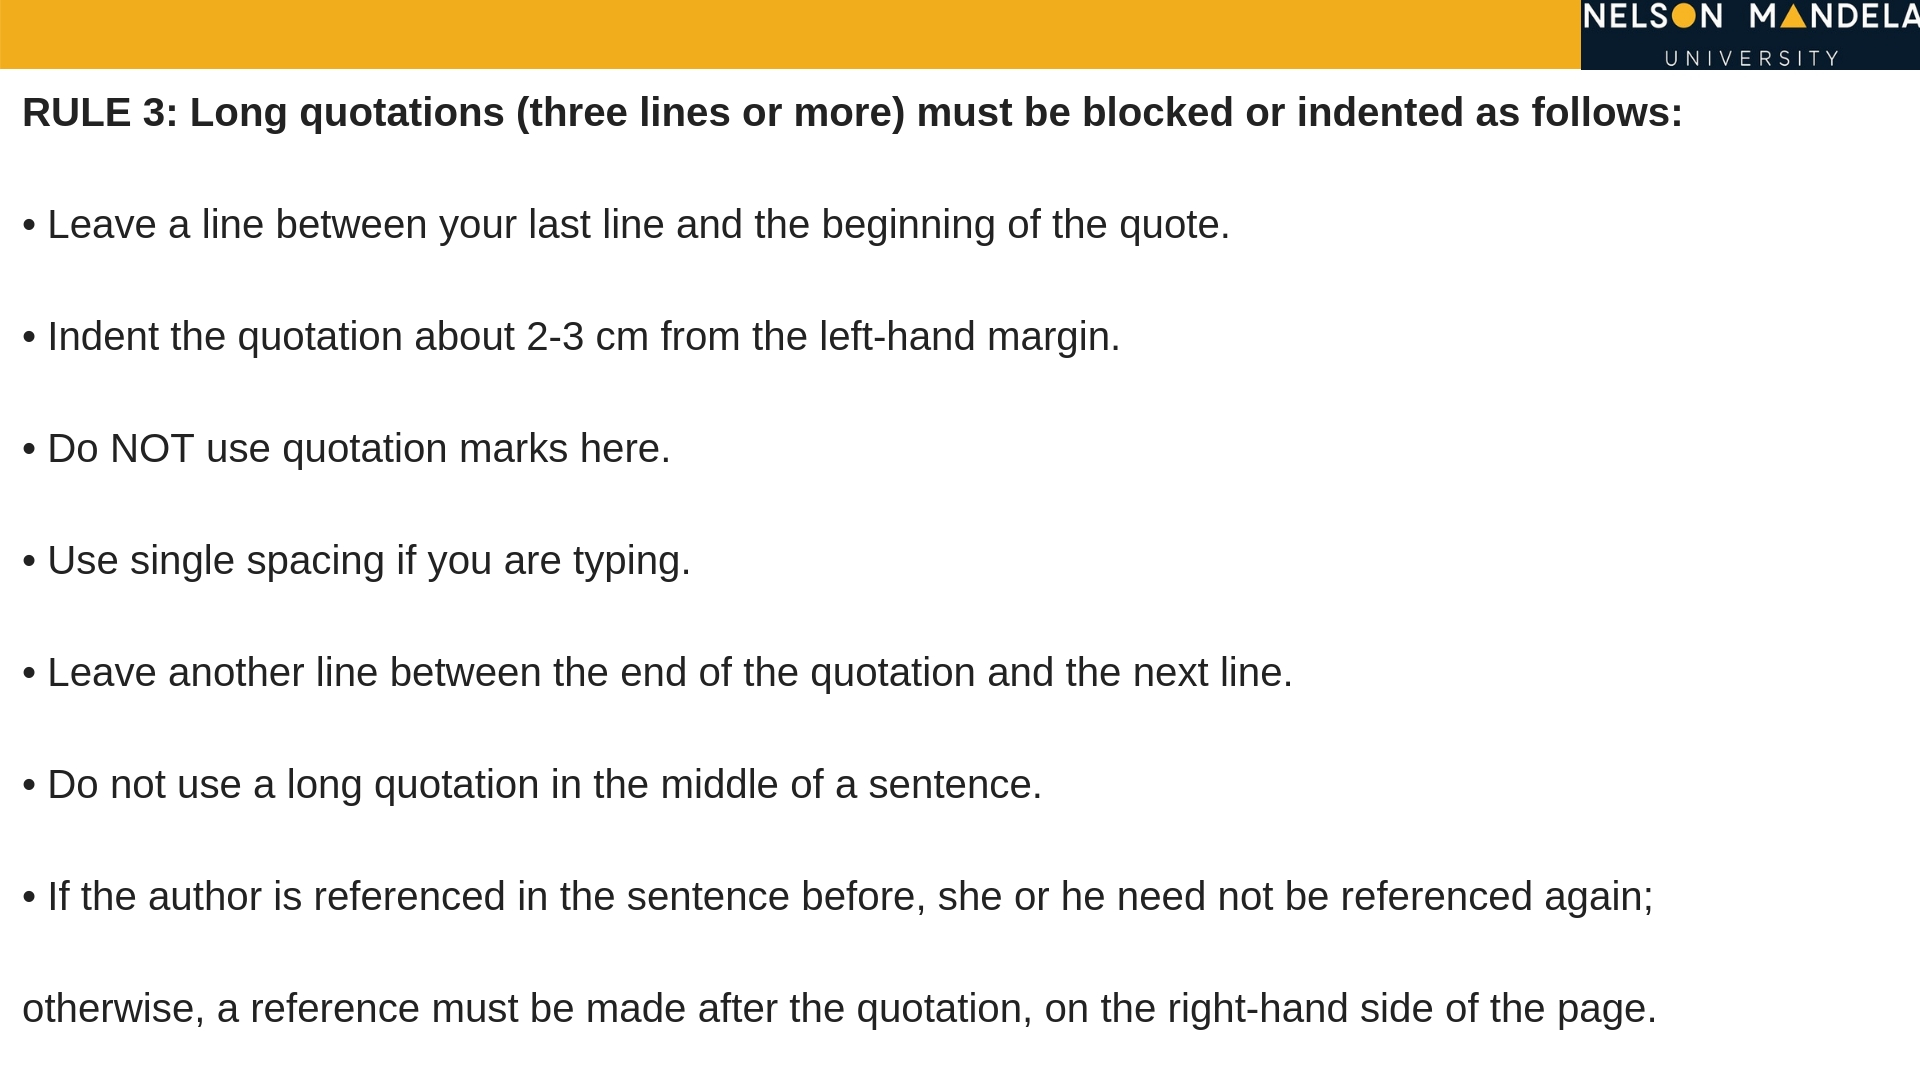 NELSON MANDELA
UNIVERSITY
RULE 3: Long quotations (three lines or more) must be blocked or indented as follows:
• Leave a line between your last line and the beginning of the quote.
• Indent the quotation about 2-3 cm from the left-hand margin.
• Do NOT use quotation marks here.
• Use single spacing if you are typing.
• Leave another line between the end of the quotation and the next line.
• Do not use a long quotation in the middle of a sentence.
• If the author is referenced in the sentence before, she or he need not be referenced again;
otherwise, a reference must be made after the quotation, on the right-hand side of the page.